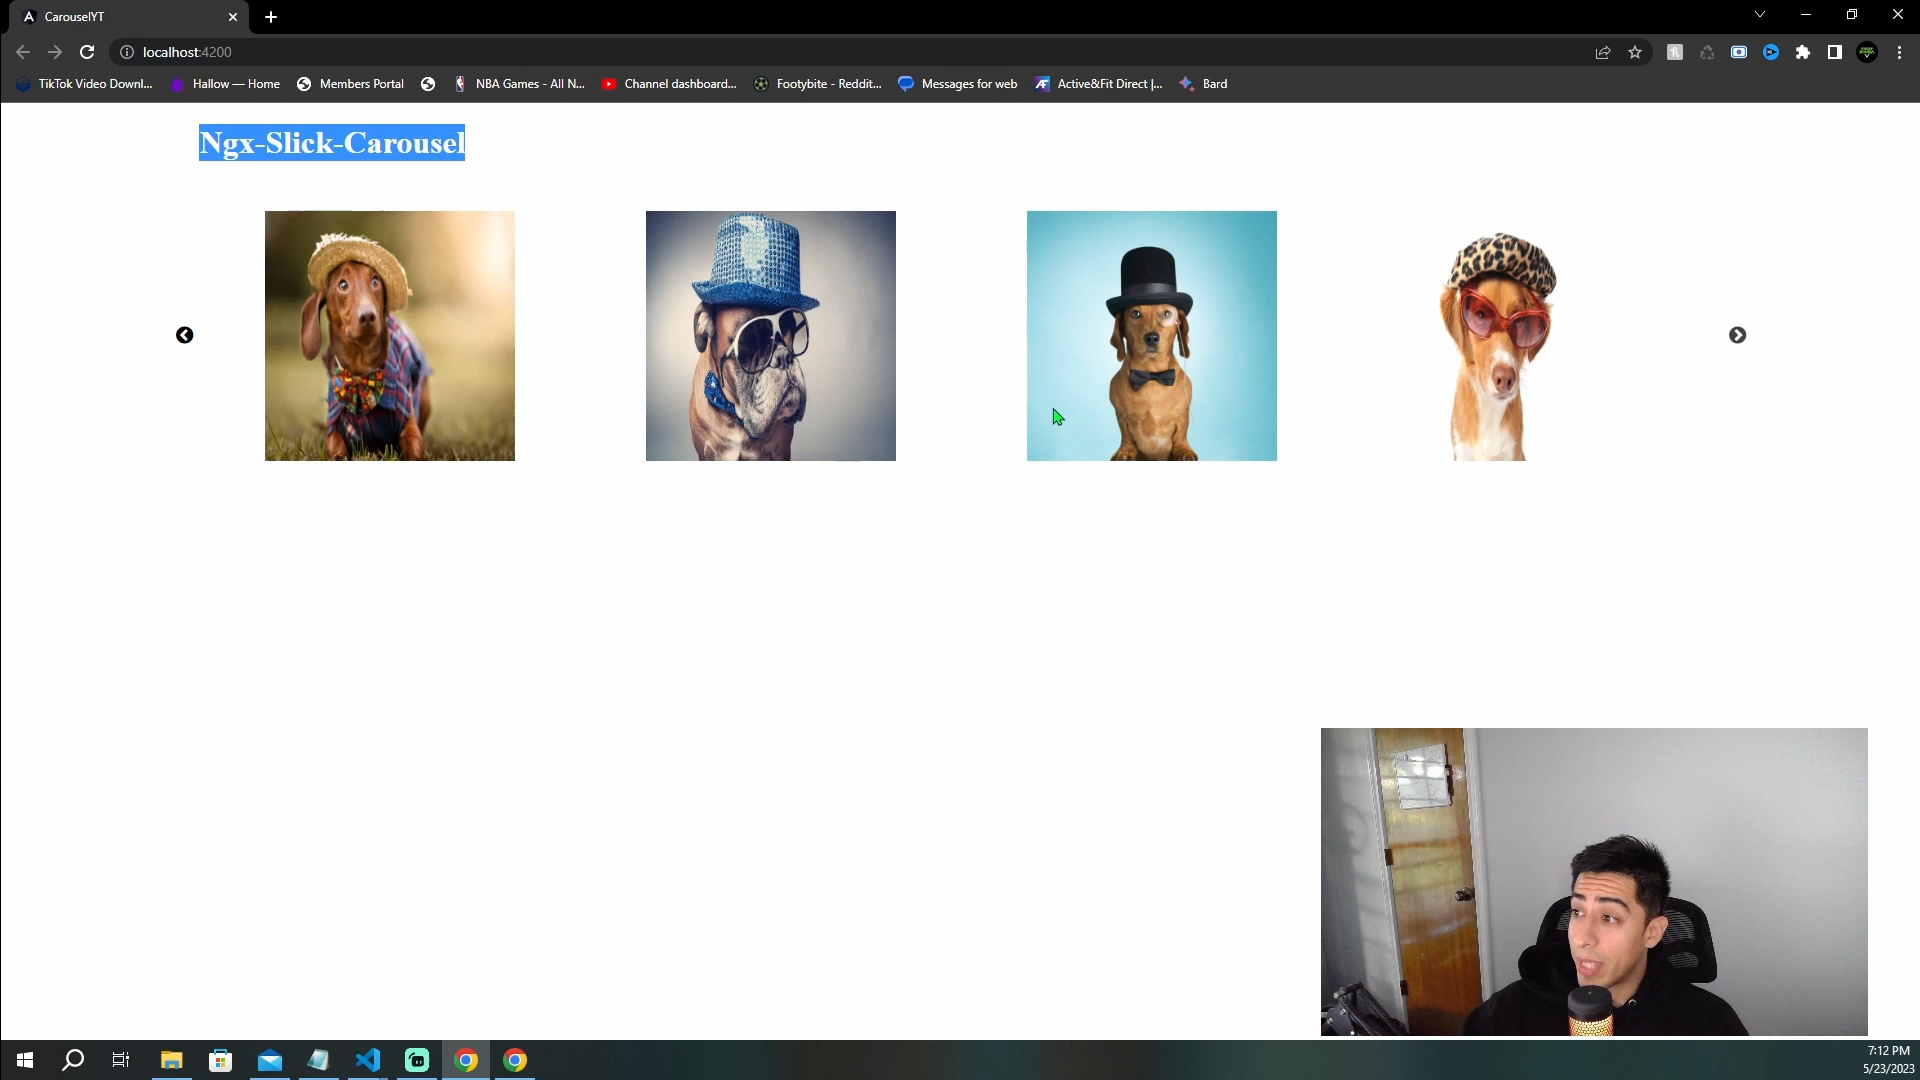 CarouselYT
localhost:4200
TikTok Video Downl...
Hallow — Home
Members Portal
NBA Games - All N...
Channel dashboard...
Footybite - Reddit...
Messages for web
Active&Fit Direct |...
Bard
Ngx-Slick-Carousel
7:12 PM
5/23/2023